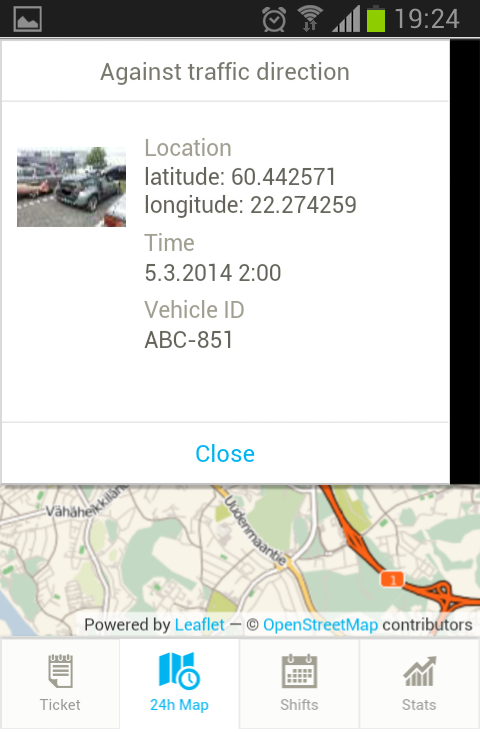 19:24
Against traffic direction
Location
latitude: 60.442571
longitude: 22.274259
Time
5.3.2014 2:00
Vehicle ID
ABC-851
Close
Vähäheikkilän
Uudenmaantie
1
Powered by Leaflet — © OpenStreetMap contributors
Ticket
24h Map
Shifts
Stats